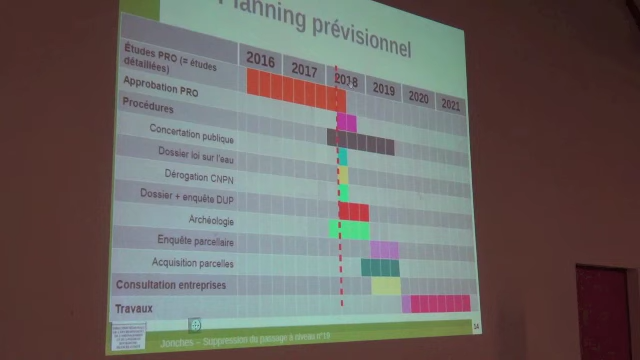 Planning prévisionnel
2016 2017 2018 2019 2020 2021
Études PRO (= études
détaillées)
Approbation PRO
Procédures
Concertation publique
Dossier loi sur l'eau
Dérogation CNPN
Dossier + enquête DUP
Archéologie
Enquête parcellaire
Acquisition parcelles
Consultation entreprises
Travaux
Jonches – Suppression du passage à niveau n°19
14